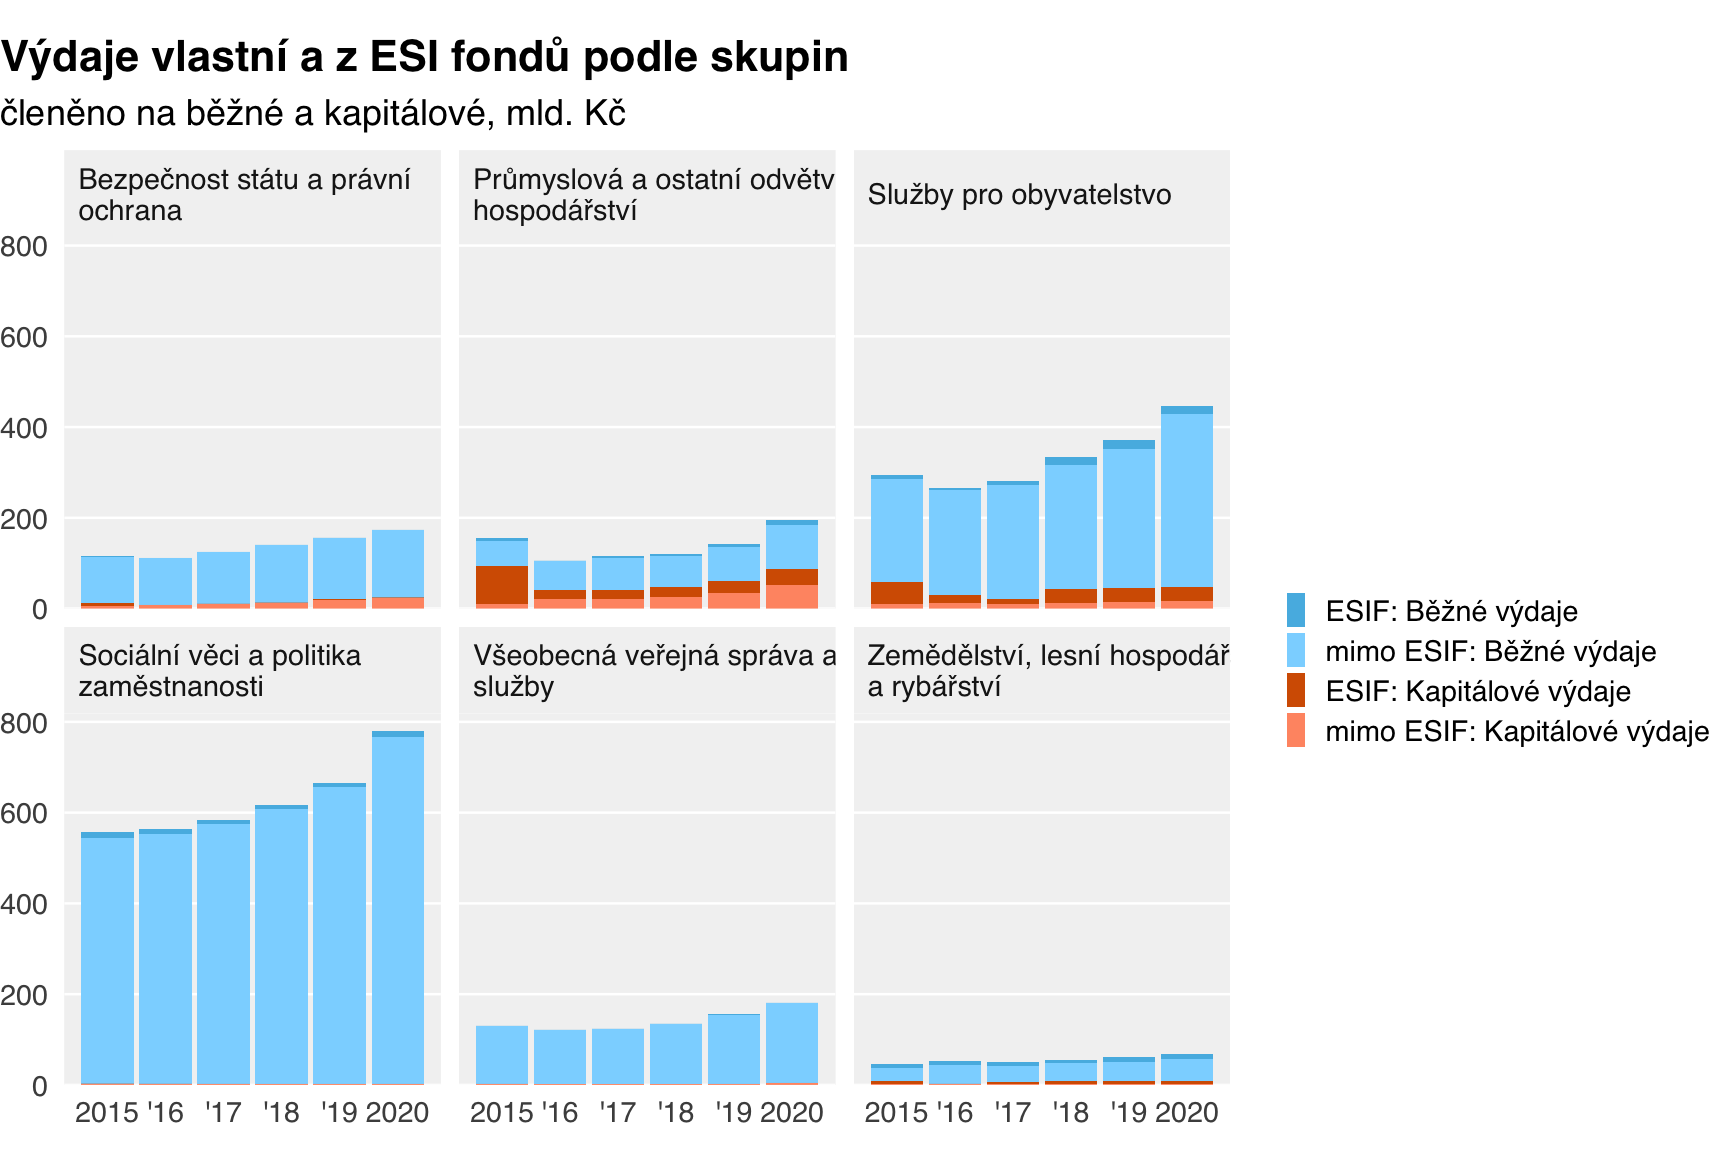 Výdaje vlastní a z ESI fondů podle skupin
členěno na běžné a kapitálové, mld. Kč
Bezpečnost státu a právní
ochrana
Průmyslová a ostatní odvětv
hospodářství
Služby pro obyvatelstvo
800
600
400
200
0
Sociální věci a politika
zaměstnanosti
Všeobecná veřejná správa a
služby
Zemědělství, lesní hospodář
a rybářství
800
600
400
200
0
2015 '16 '17 '18 '19 2020
2015 '16 '17 '18 '19 2020
2015 '16 '17 '18 '19 2020
ESIF: Běžné výdaje
mimo ESIF: Běžné výdaje
ESIF: Kapitálové výdaje
mimo ESIF: Kapitálové výdaje